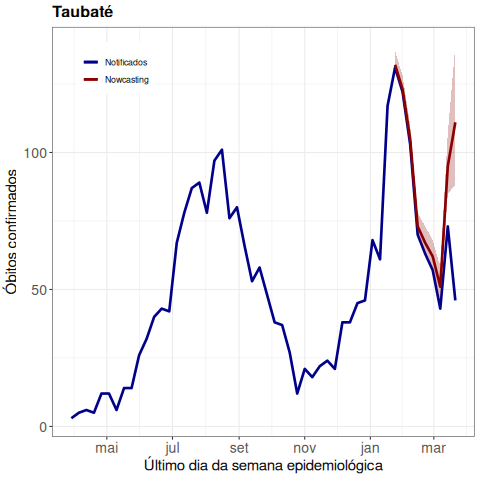 Taubaté
Notificados
Nowcasting
Óbitos confirmados
100
50
0
mai
jul
set
nov
jan
mar
Último dia da semana epidemiológica